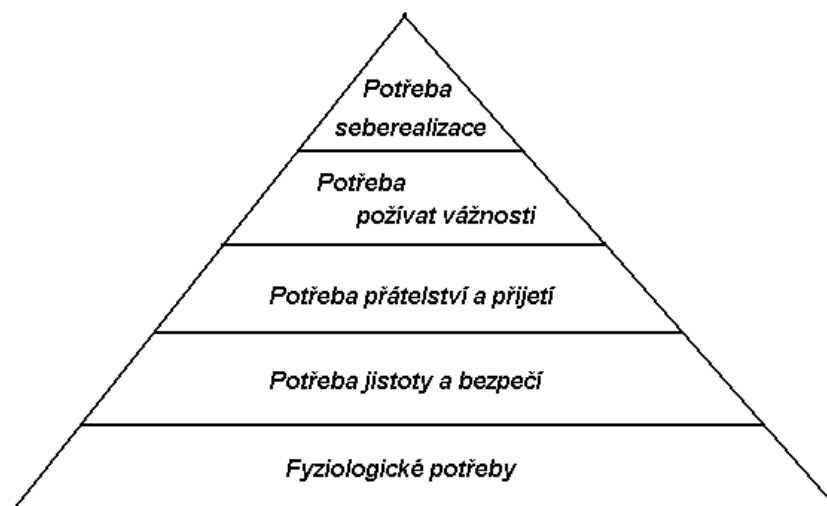 Potřeba
seberealizace
Potřeba
požívat vážnosti
Potřeba přátelství a přijetí
Potřeba jistoty a bezpečí
Fyziologické potřeby